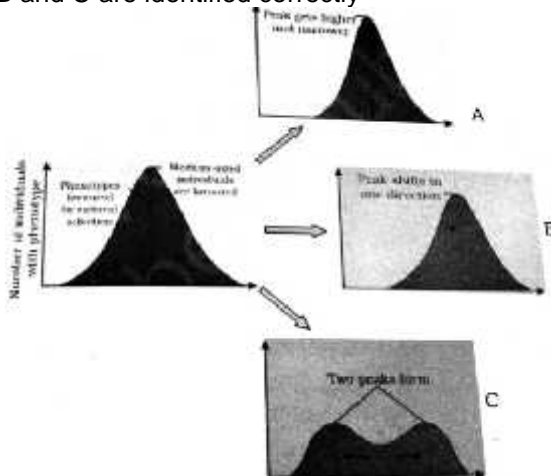 D and C are identified correctly
Peak gets higher
and narrower
A
Number of individuals
with phenotype
Phenotypes
favoured
by natural
selection
Medium-sized
individuals
are favoured
Peak shifts in
one direction
B
Two peaks form
C